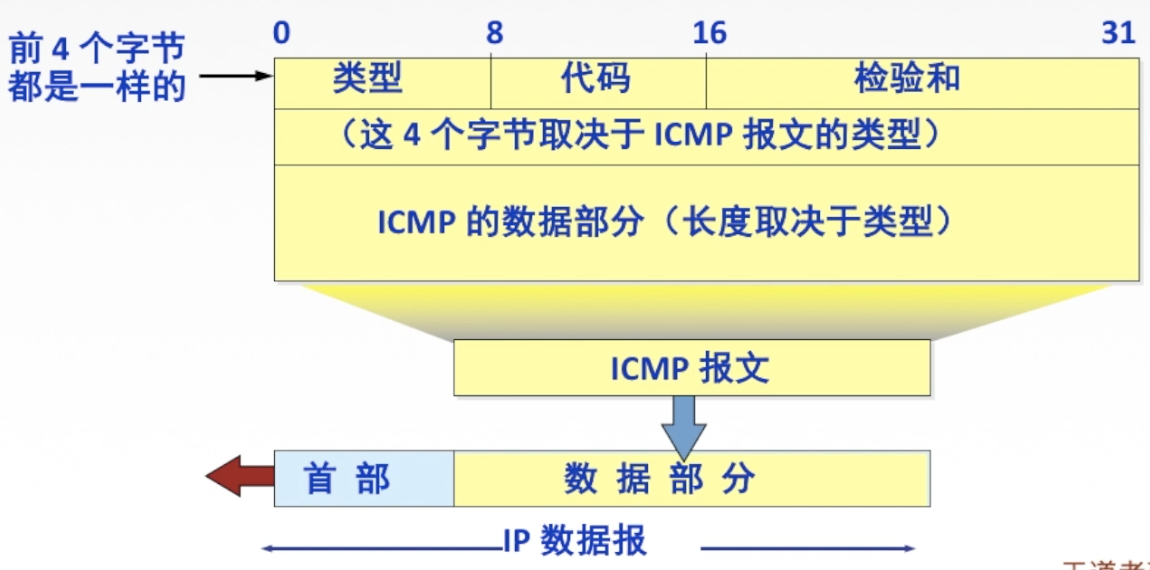 0 8 16 31
前 4 个字节
都是一样的
类型 代码 检验和
（这 4 个字节取决于 ICMP 报文的类型）
ICMP 的数据部分（长度取决于类型）
ICMP 报文
首 部 数 据 部 分
IP 数据报